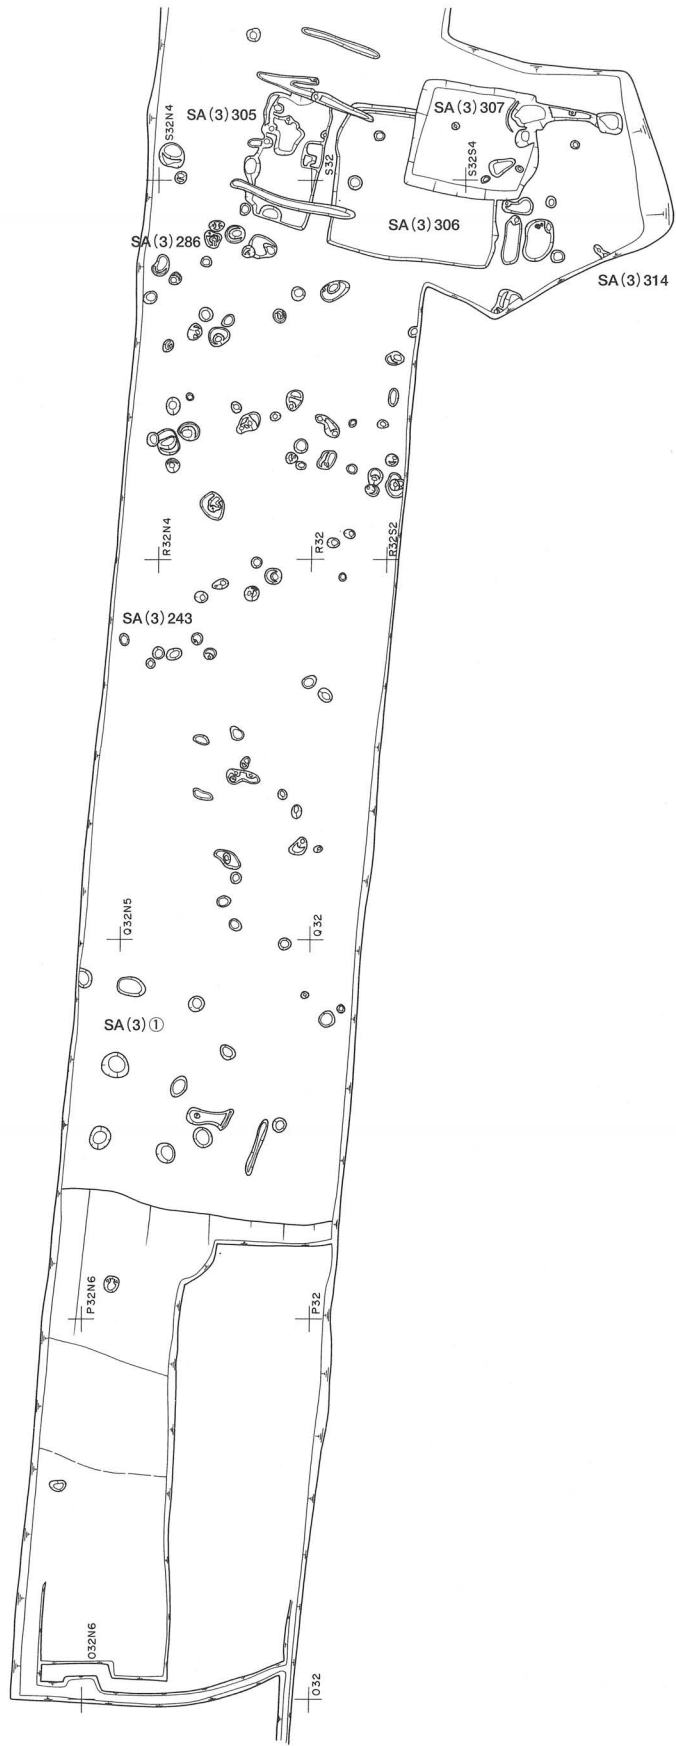 SA(3)305
SA(3)307
S32N4
S32
S32S4
SA(3)306
SA(3)286
SA(3)314
R32N4
R32
R32S2
SA(3)243
Q32N5
Q32
SA(3)①
P32N6
P32
O32N6
O32